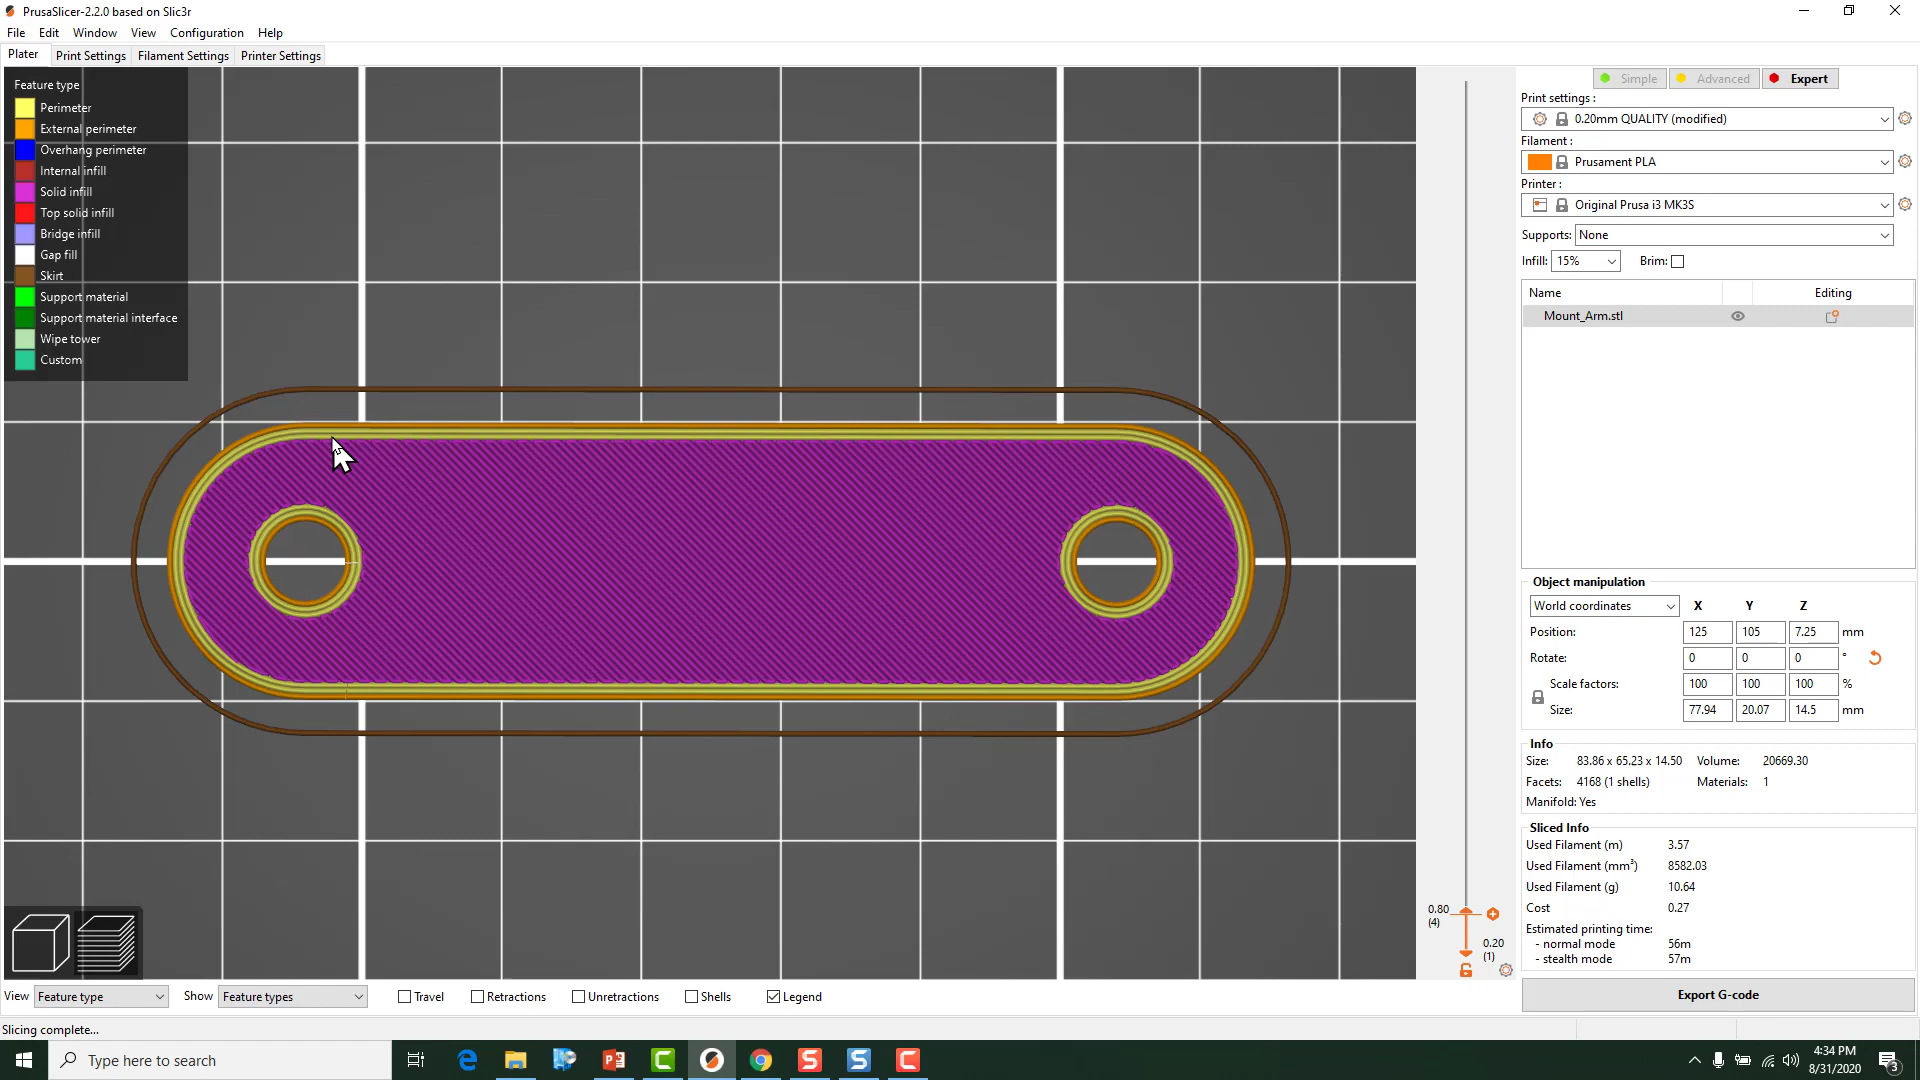 PrusaSlicer-2.2.0 based on Slic3r
File Edit Window View Configuration Help
Plater Print Settings Filament Settings Printer Settings
Feature type
Perimeter
External perimeter
Overhang perimeter
Internal infill
Solid infill
Top solid infill
Bridge infill
Gap fill
Skirt
Support material
Support material interface
Wipe tower
Custom
Simple Advanced Expert
Print settings :
0.20mm QUALITY (modified)
Filament :
Prusament PLA
Printer :
Original Prusa i3 MK3S
Supports: None
Infill: 15% Brim:
Name Editing
Mount_Arm.stl
Object manipulation
World coordinates X Y Z
Position: 125 105 7.25 mm
Rotate: 0 0 0 °
Scale factors: 100 100 100 %
Size: 77.94 20.07 14.5 mm
Info
Size: 83.86 x 65.23 x 14.50 Volume: 20669.30
Facets: 4168 (1 shells) Materials: 1
Manifold: Yes
Sliced Info
Used Filament (m) 3.57
Used Filament (mm³) 8582.03
Used Filament (g) 10.64
Cost 0.27
Estimated printing time:
- normal mode 56m
- stealth mode 57m
Export G-code
0.80
(4)
0.20
(1)
View Feature type Show Feature types Travel Retractions Unretractions Shells Legend
Slicing complete...
Type here to search
4:34 PM
8/31/2020
3